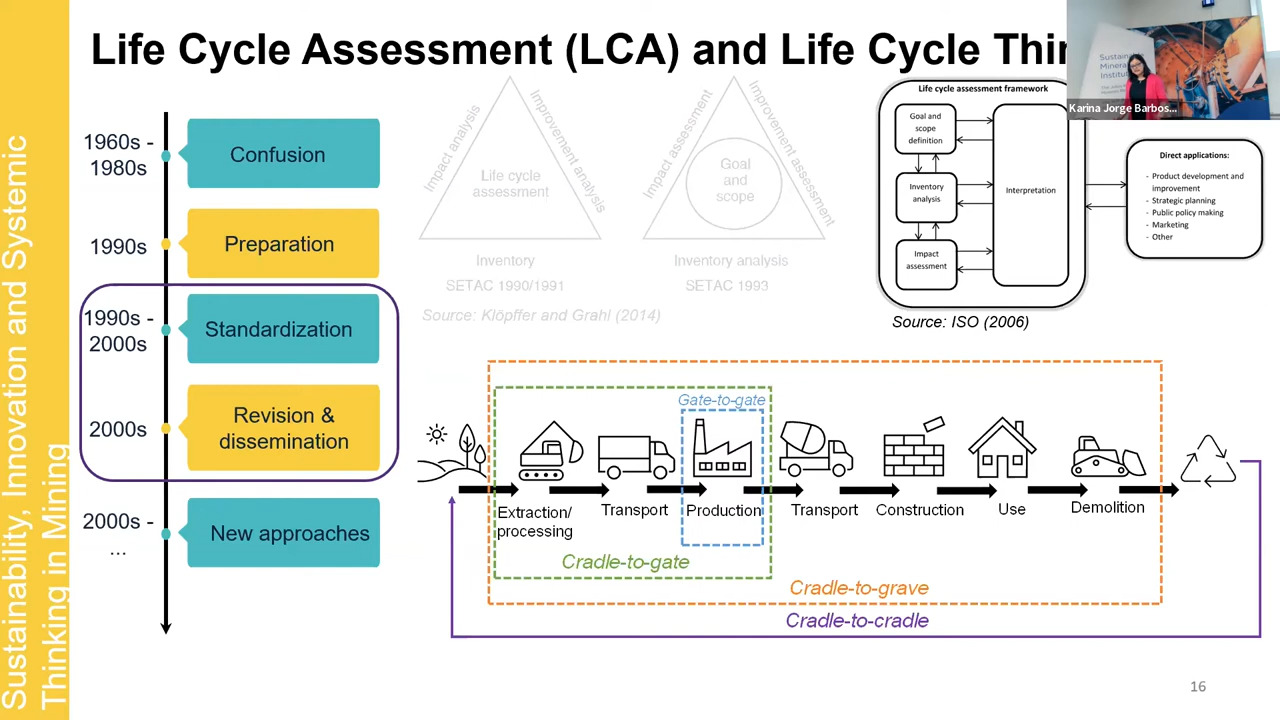 Life Cycle Assessment (LCA) and Life Cycle
Sustainability, Innovation and Systemic
Thinking in Mining
1960s -
1980s
Confusion
1990s
Preparation
1990s -
2000s
Standardization
2000s
Revision &
dissemination
2000s -
...
New approaches
Impact analysis
Improvement analysis
Life cycle
assessment
Inventory
SETAC 1990/1991
Impact assessment
Improvement assessment
Goal
and
scope
Inventory analysis
SETAC 1993
Source: Klöpffer and Grahl (2014)
Life cycle assessment framework
Goal and
scope
definition
Inventory
analysis
Impact
assessment
Interpretation
Direct applications:
- Product development and
improvement
- Strategic planning
- Public policy making
- Marketing
- Other
Source: ISO (2006)
Karina Jorge Barbos...
Gate-to-gate
Extraction/
processing
Transport
Production
Transport
Construction
Use
Demolition
Cradle-to-gate
Cradle-to-grave
Cradle-to-cradle
16